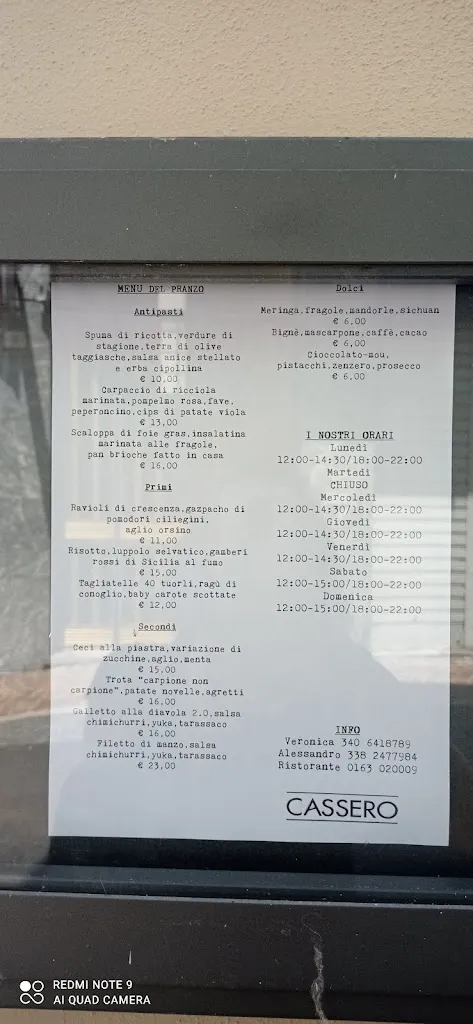 MENU DEL PRANZO
Antipasti
Spuma di ricotta,verdure di
stagione,terra di olive
taggiasche,salsa anice stellato
e erba cipollina
€ 10,00
Carpaccio di ricciola
marinata,pompelmo rosa,fave,
peperoncino,cips di patate viola
€ 13,00
Scaloppa di foie gras,insalatina
marinata alle fragole,
pan brioche fatto in casa
€ 16,00
Primi
Ravioli di crescenza,gazpacho di
pomodori ciliegini,
aglio orsino
€ 11,00
Risotto,luppolo selvatico,gamberi
rossi di Sicilia al fumo
€ 15,00
Tagliatelle 40 tuorli,ragù di
conoglio,baby carote scottate
€ 12,00
Secondi
Ceci alla piastra,variazione di
zucchine,aglio,menta
€ 15,00
Trota "carpione non
carpione",patate novelle,agretti
€ 16,00
Galletto alla diavola 2.0,salsa
chimichurri,yuka,tarassaco
€ 16,00
Filetto di manzo,salsa
chimichurri,yuka,tarassaco
€ 23,00
Dolci
Meringa,fragole,mandorle,sichuan
€ 6,00
Bignè,mascarpone,caffè,cacao
€ 6,00
Cioccolato-mou,
pistacchi,zenzero,prosecco
€ 6,00
I NOSTRI ORARI
Lunedì
12:00-14:30/18:00-22:00
Martedì
CHIUSO
Mercoledì
12:00-14:30/18:00-22:00
Giovedì
12:00-14:30/18:00-22:00
Venerdì
12:00-14:30/18:00-22:00
Sabato
12:00-15:00/18:00-22:00
Domenica
12:00-15:00/18:00-22:00
INFO
Veronica 340 6418789
Alessandro 338 2477984
Ristorante 0163 020009
CASSERO
REDMI NOTE 9
AI QUAD CAMERA